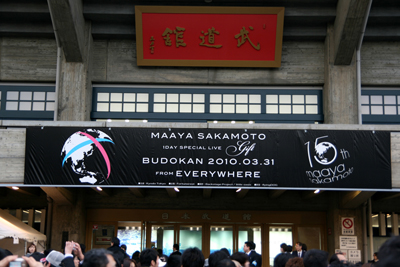 武道館
MAAYA SAKAMOTO
1DAY SPECIAL LIVE Gift
BUDOKAN 2010.03.31
FROM EVERYWHERE
15th
maaya
sakamoto